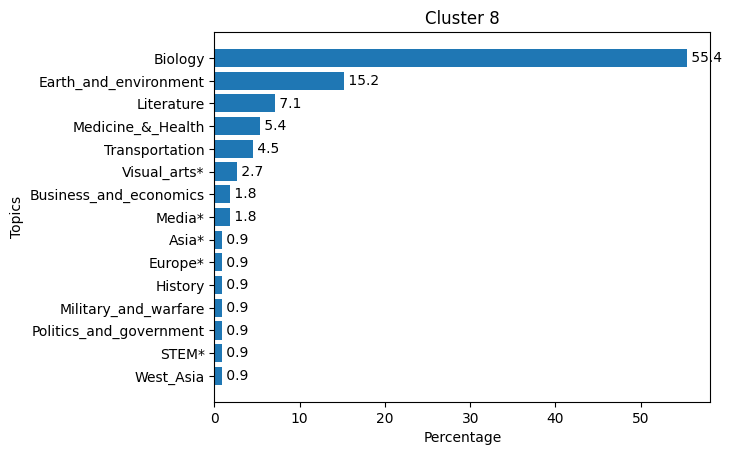 Cluster 8
Topics
Biology 55.4
Earth_and_environment 15.2
Literature 7.1
Medicine_&_Health 5.4
Transportation 4.5
Visual_arts* 2.7
Business_and_economics 1.8
Media* 1.8
Asia* 0.9
Europe* 0.9
History 0.9
Military_and_warfare 0.9
Politics_and_government 0.9
STEM* 0.9
West_Asia 0.9
0 10 20 30 40 50
Percentage